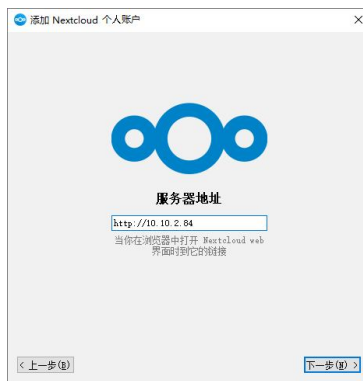 添加 Nextcloud 个人账户
服务器地址
http://10.10.2.84
当你在浏览器中打开 Nextcloud web
界面时到它的链接
< 上一步(B)
下一步(N) >